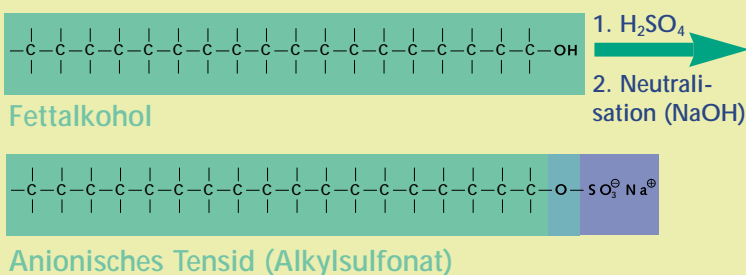 –C–C–C–C–C–C–C–C–C–C–C–C–C–C–C–C–C–C–OH
1. H₂SO₄
2. Neutrali-
sation (NaOH)
Fettalkohol
–C–C–C–C–C–C–C–C–C–C–C–C–C–C–C–C–C–C–O–SO₃⊖ Na⊕
Anionisches Tensid (Alkylsulfonat)